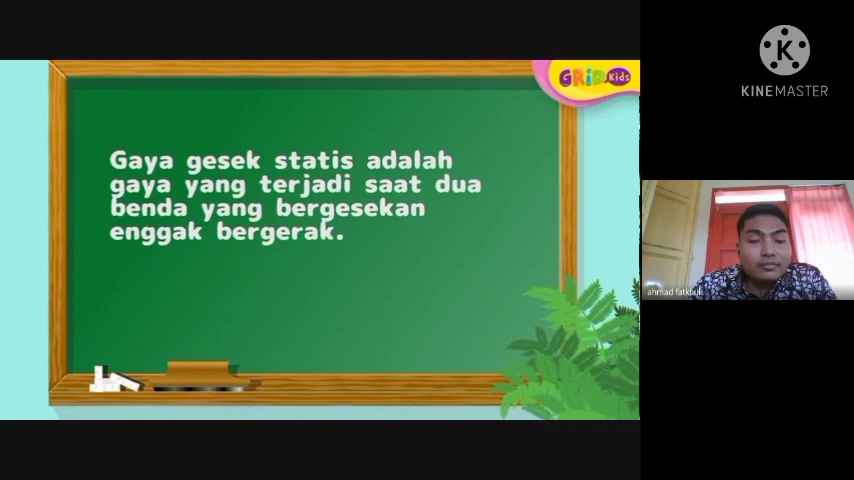 GRID Kids
K
KINEMASTER
Gaya gesek statis adalah
gaya yang terjadi saat dua
benda yang bergesekan
enggak bergerak.
ahmad fatkhul